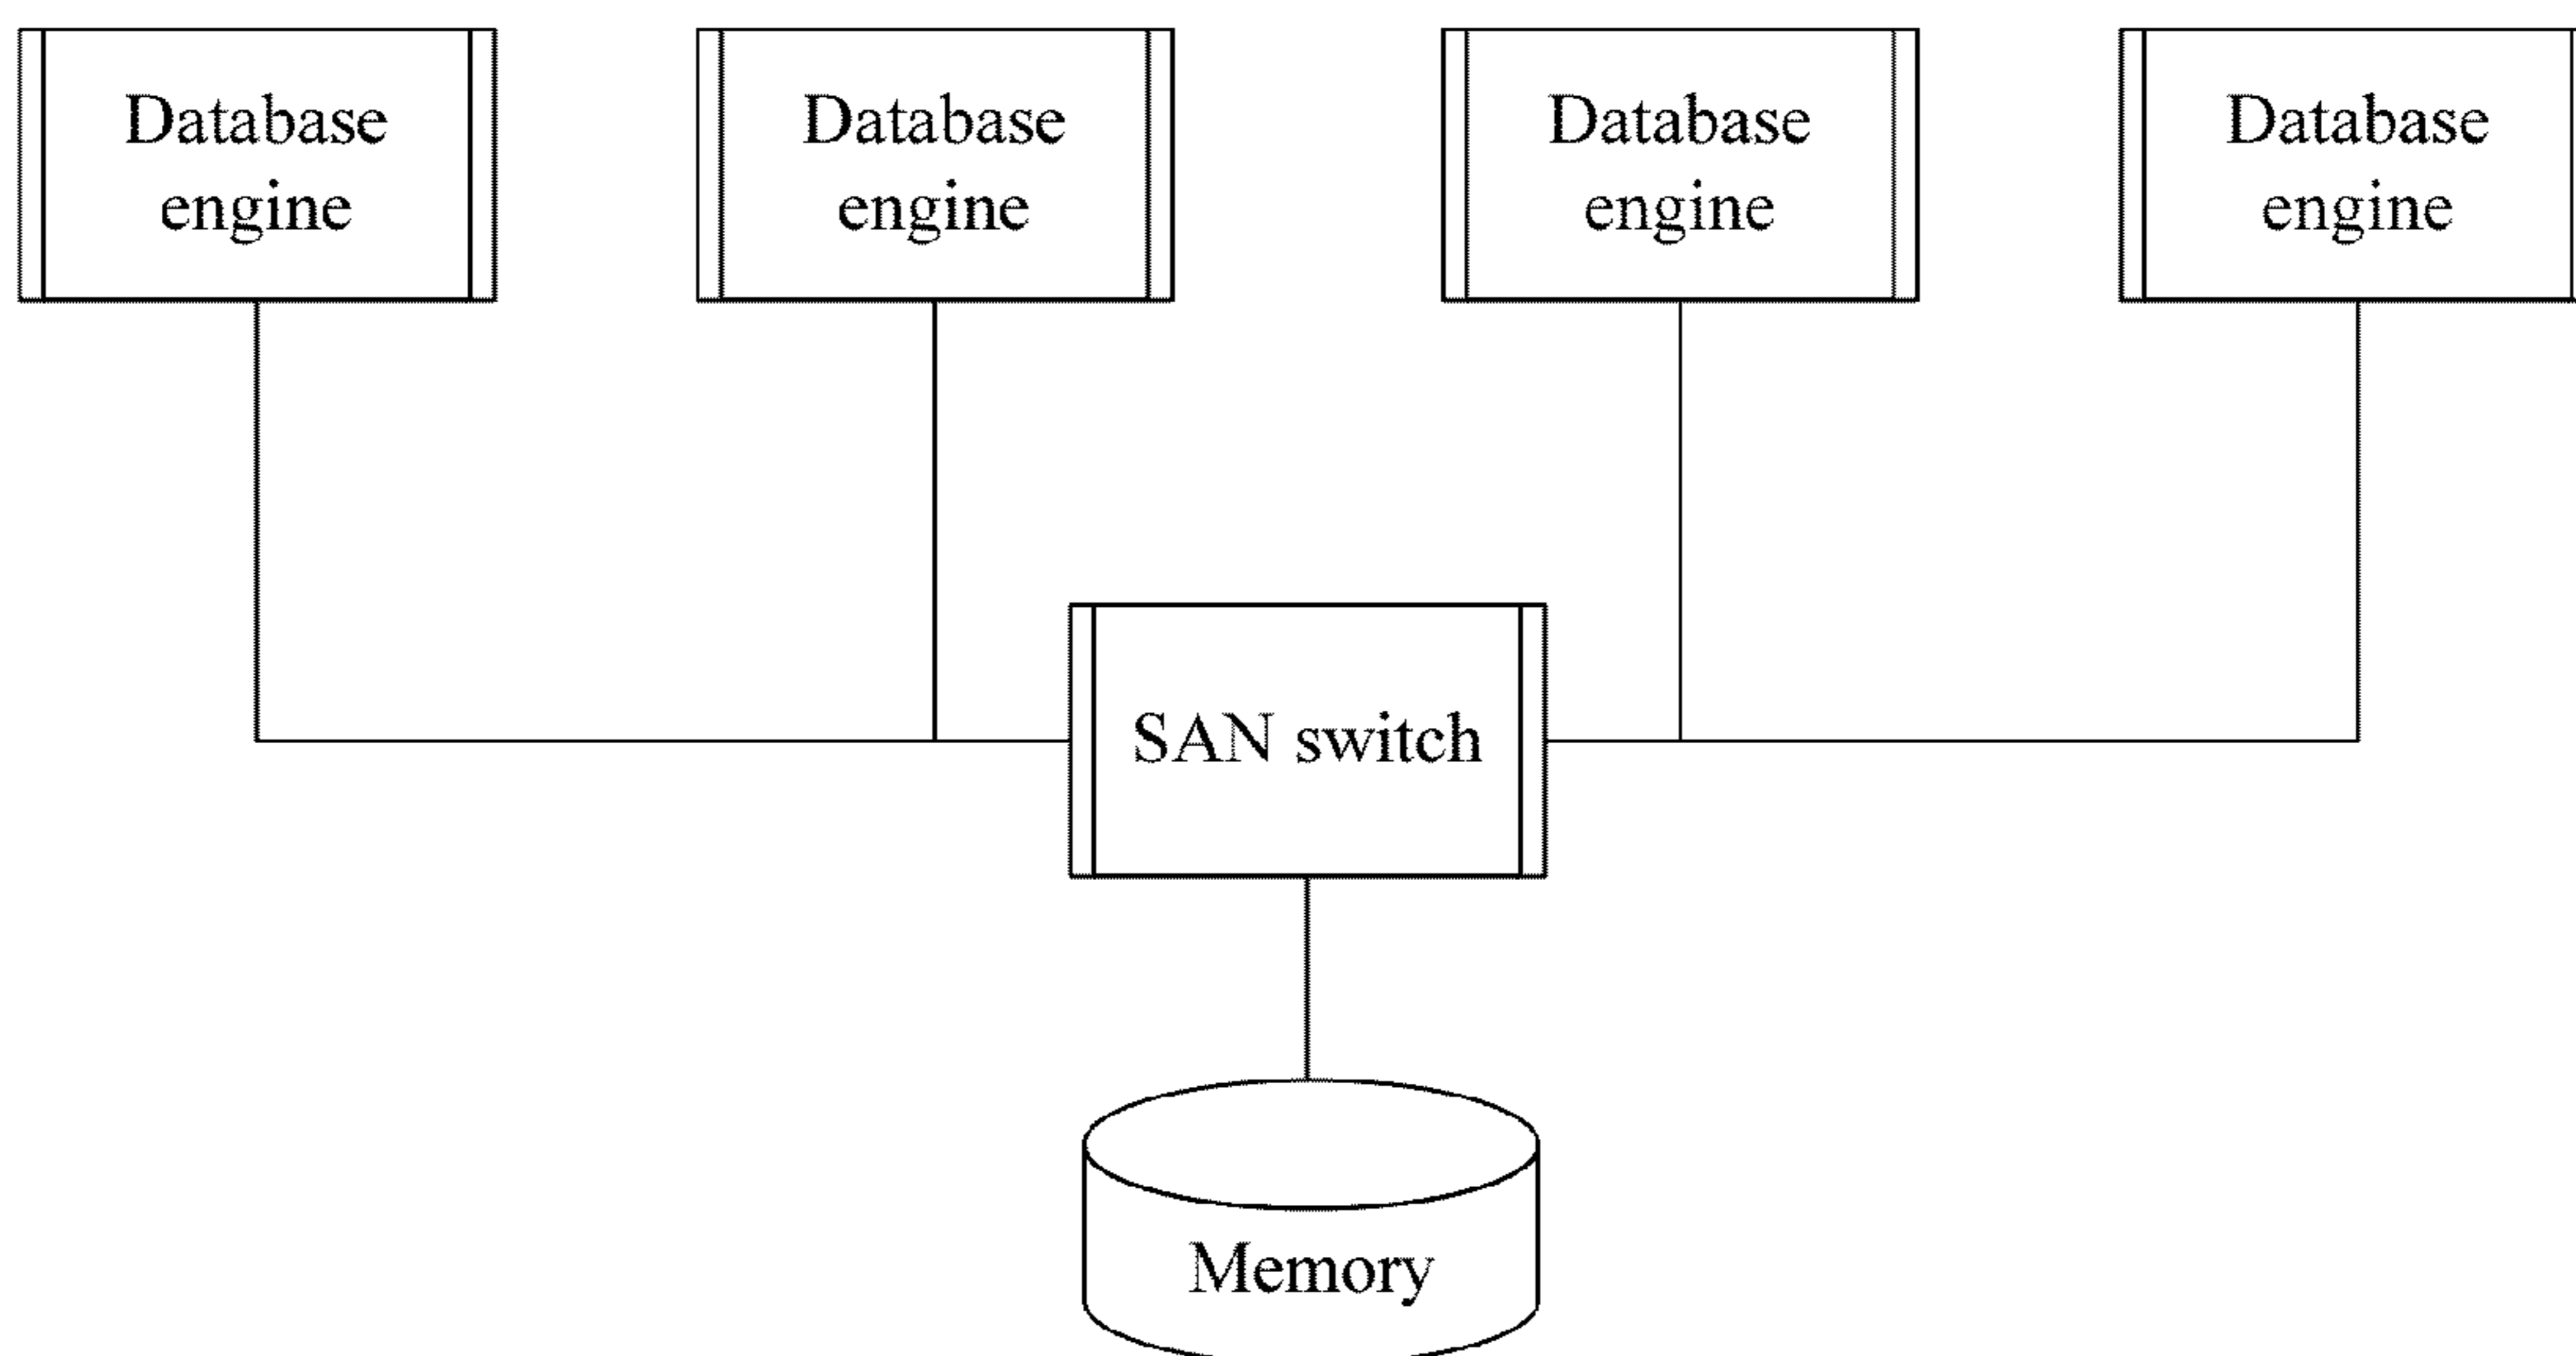 Database
engine
Database
engine
Database
engine
Database
engine
SAN switch
Memory